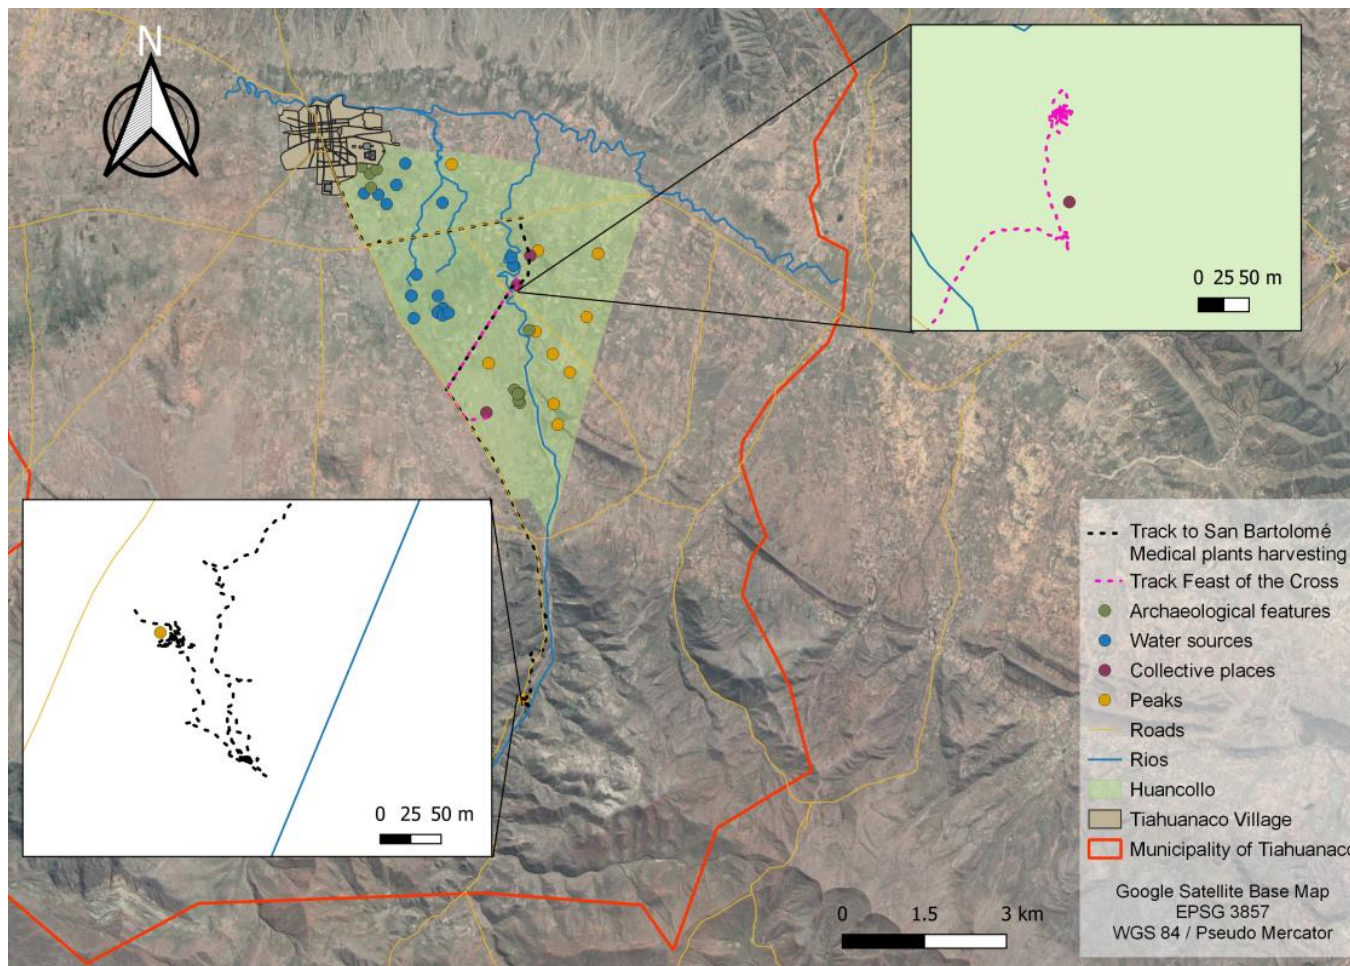 N
0 25 50 m
0 25 50 m
Track to San Bartolomé
Medical plants harvesting
Track Feast of the Cross
Archaeological features
Water sources
Collective places
Peaks
Roads
Rios
Huancollo
Tiahuanaco Village
Municipality of Tiahuanaco
Google Satellite Base Map
EPSG 3857
WGS 84 / Pseudo Mercator
0 1.5 3 km